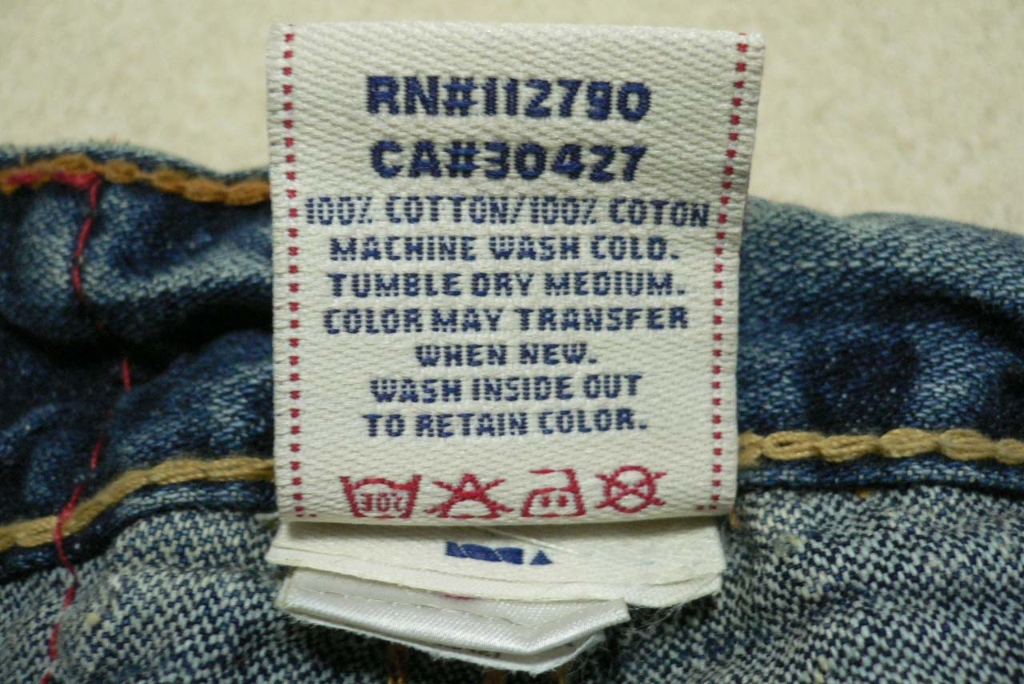 RN#112790
CA#30427
100% COTTON/100% COTON
MACHINE WASH COLD.
TUMBLE DRY MEDIUM.
COLOR MAY TRANSFER
WHEN NEW.
WASH INSIDE OUT
TO RETAIN COLOR.
30C